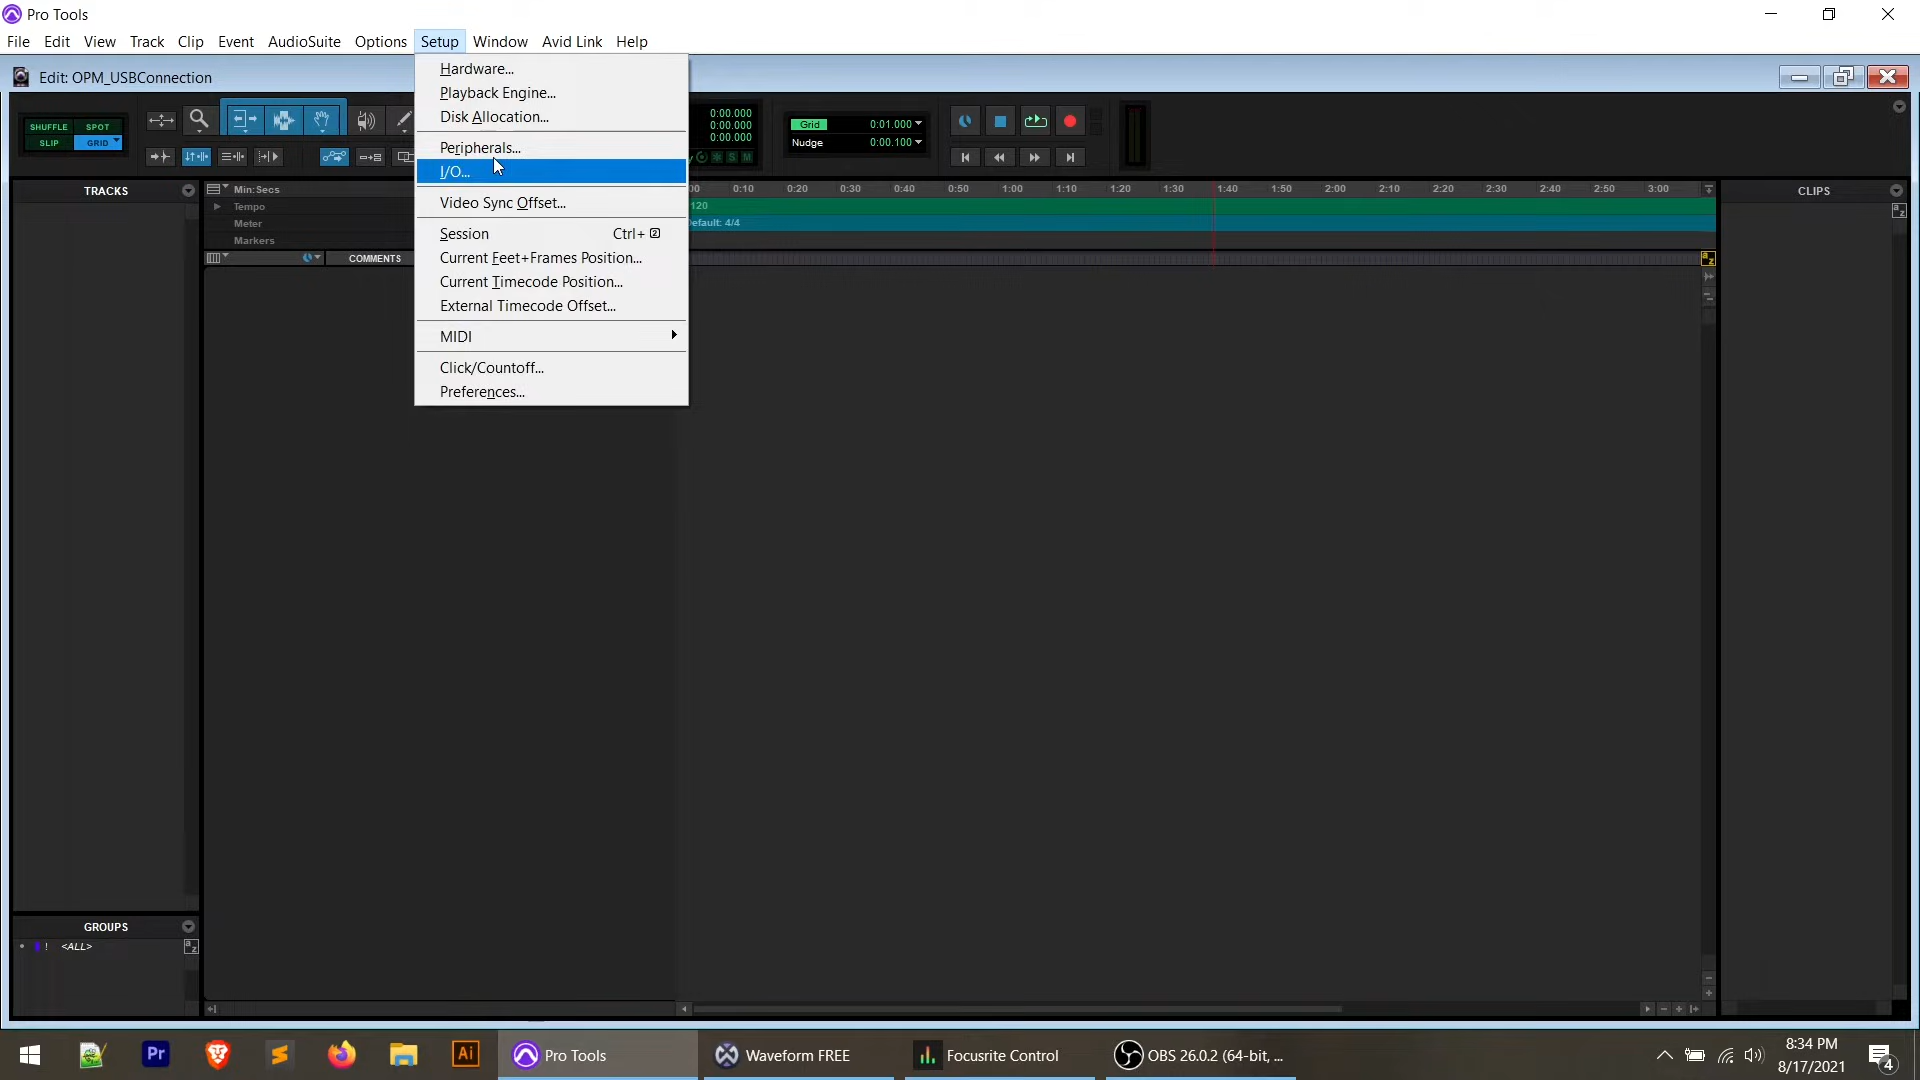 Pro Tools
File Edit View Track Clip Event AudioSuite Options Setup Window Avid Link Help
Edit: OPM_USBConnection
Hardware...
Playback Engine...
Disk Allocation...
Peripherals...
I/O...
Video Sync Offset...
Session Ctrl+ 2
Current Feet+Frames Position...
Current Timecode Position...
External Timecode Offset...
MIDI
Click/Countoff...
Preferences...
SHUFFLE SPOT
SLIP GRID
0:00.000
0:00.000
0:00.000
S M
Grid 0:01.000
Nudge 0:00.100
TRACKS
Min:Secs
Tempo
Meter
Markers
COMMENTS
00 0:10 0:20 0:30 0:40 0:50 1:00 1:10 1:20 1:30 1:40 1:50 2:00 2:10 2:20 2:30 2:40 2:50 3:00
120
Default: 4/4
CLIPS
a z
a z
GROUPS
! <ALL>
a z
Pr
Ai
Pro Tools
Waveform FREE
Focusrite Control
OBS 26.0.2 (64-bit, ...
8:34 PM
8/17/2021
4